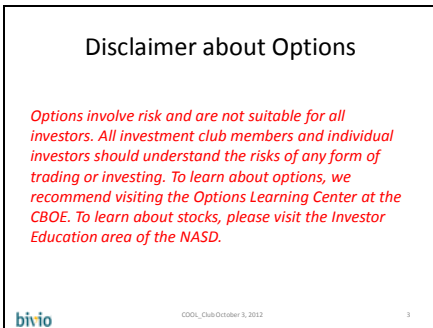 Disclaimer about Options
Options involve risk and are not suitable for all
investors. All investment club members and individual
investors should understand the risks of any form of
trading or investing. To learn about options, we
recommend visiting the Options Learning Center at the
CBOE. To learn about stocks, please visit the Investor
Education area of the NASD.
bivio
COOL_Club October 3, 2012
3